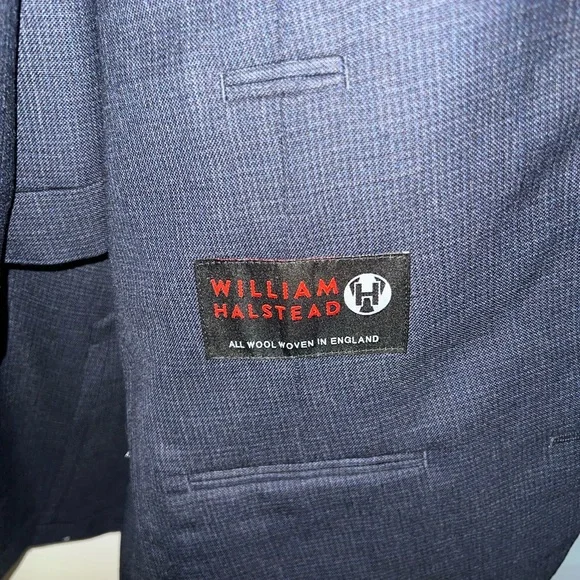 WILLIAM
HALSTEAD
H
ALL WOOL WOVEN IN ENGLAND